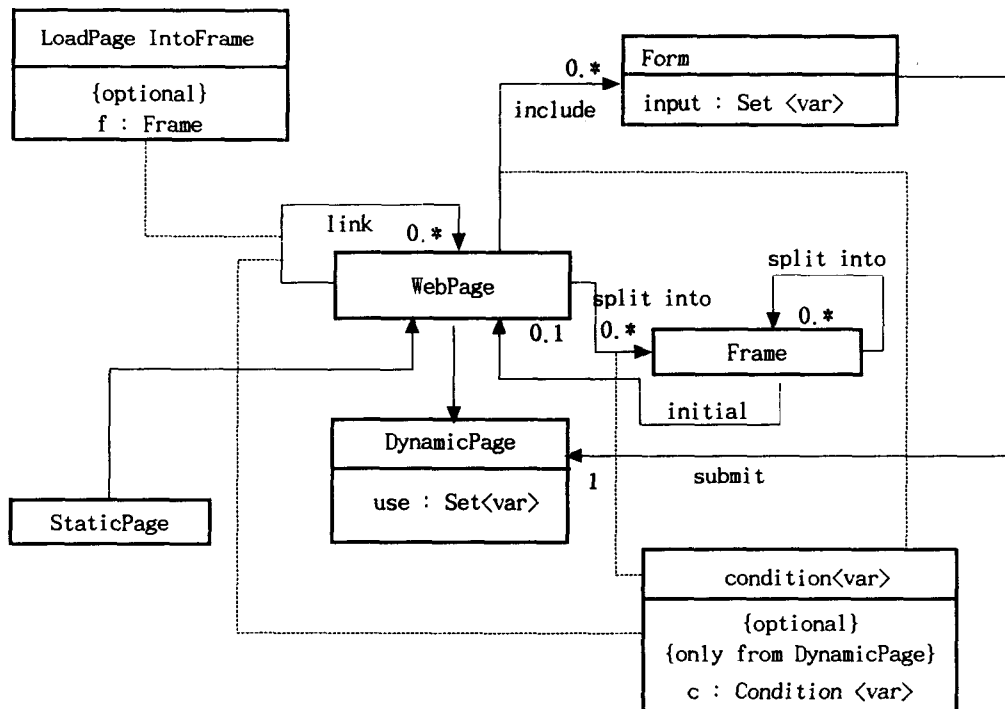 LoadPage IntoFrame
{optional}
f : Frame
Form
input : Set <var>
0.*
include
link
0.*
WebPage
split into
0.*
0.1
split into
0.*
Frame
initial
DynamicPage
use : Set<var>
1
submit
StaticPage
condition<var>
{optional}
{only from DynamicPage}
c : Condition <var>